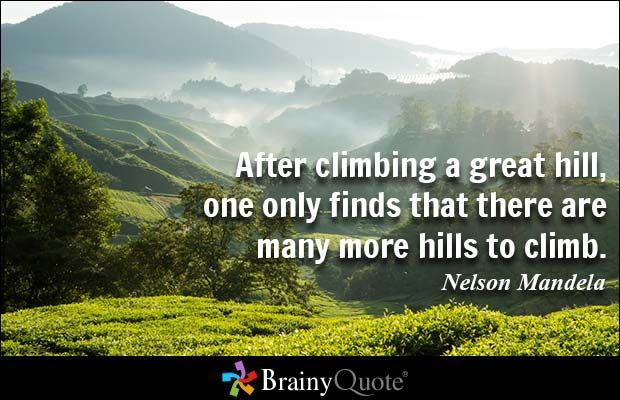 After climbing a great hill,
one only finds that there are
many more hills to climb.
Nelson Mandela
BrainyQuote®